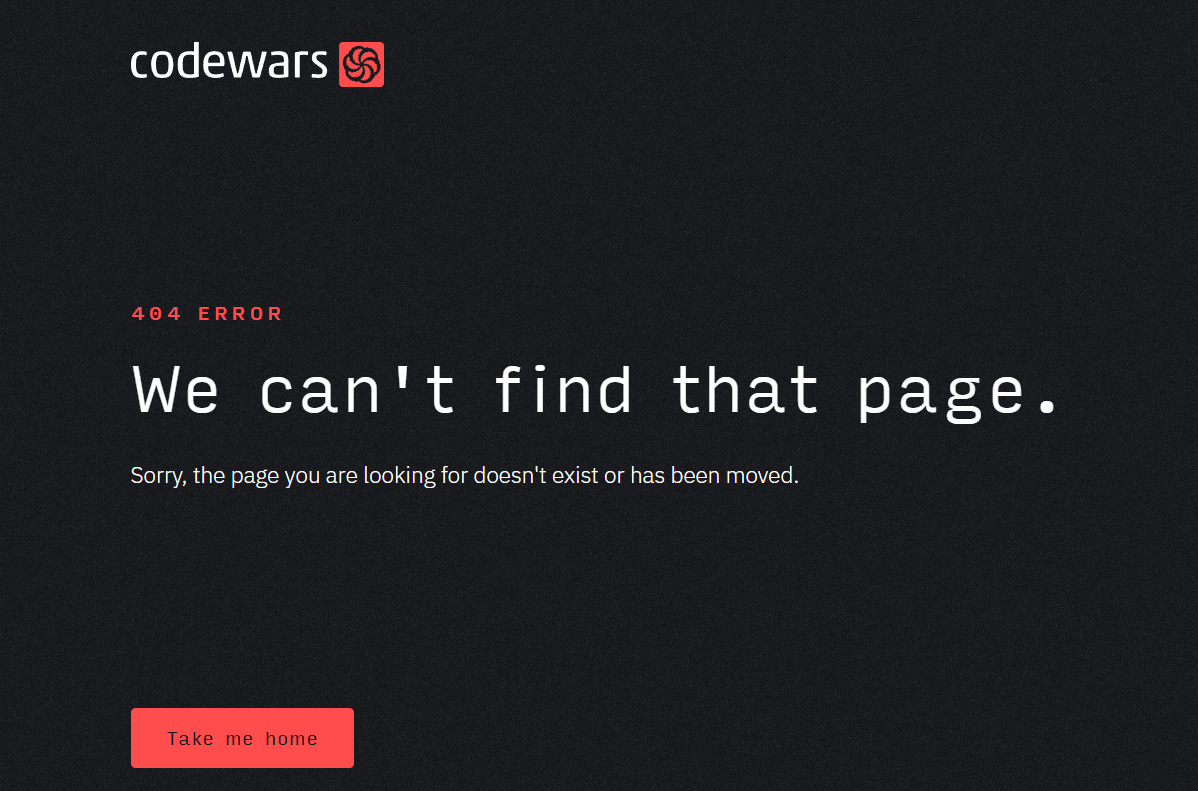 codewars
404 ERROR
We can't find that page.
Sorry, the page you are looking for doesn't exist or has been moved.
Take me home